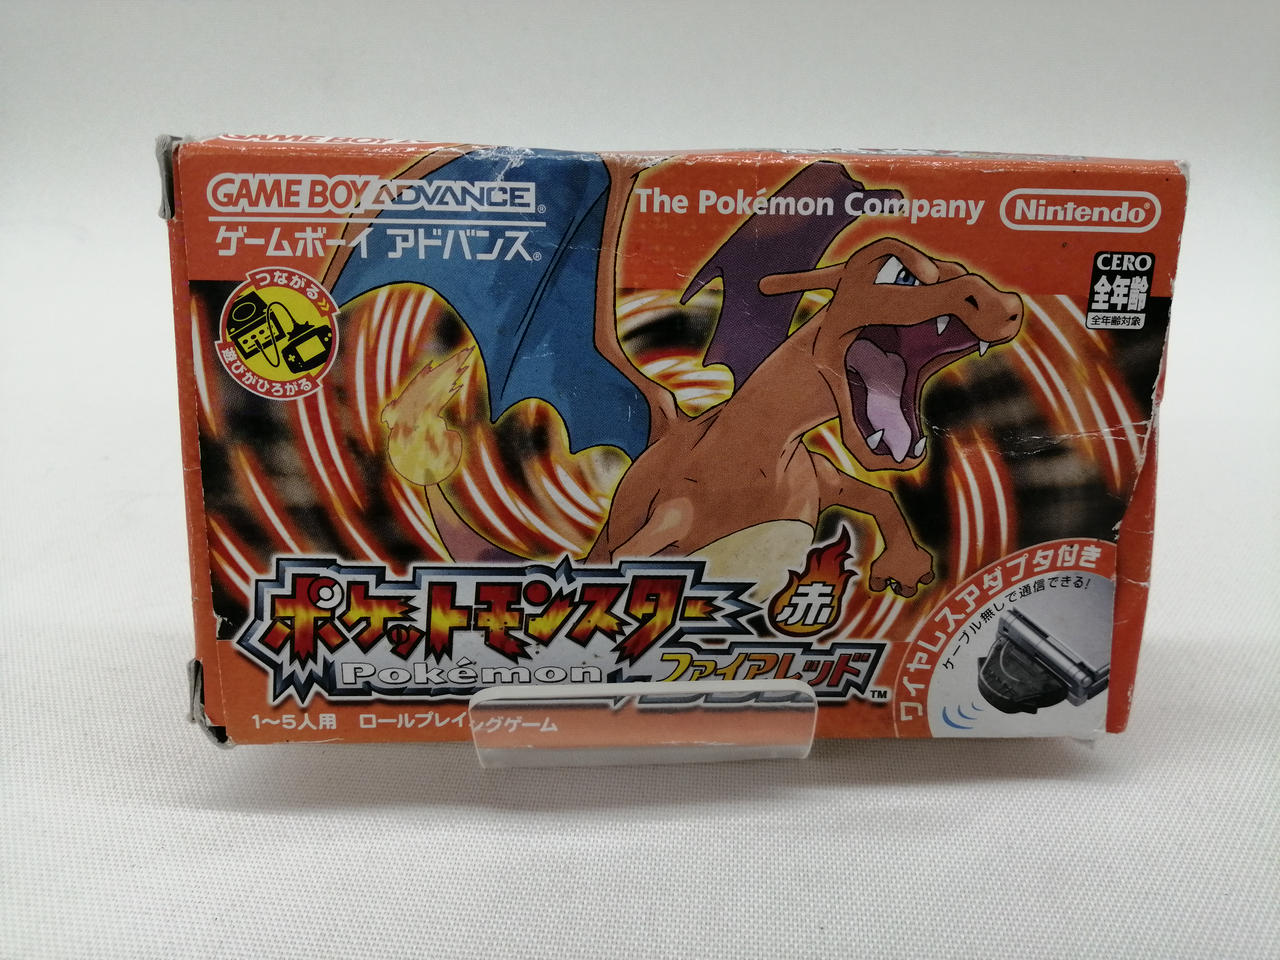 GAME BOY A
GAME BOY ADVANCE®
ゲームボーイ アドバンス®
The Pokémon Company
Nintendo®
CERO
全年齢
全年齢対象
つながる»
遊びがひろがる
ポケットモンスター
赤
Pokémon
ファイアレッド
™
1～5人用 ロールプレイングゲーム
ワイヤレスアダプタ付き
ケーブル無しで通信できる!